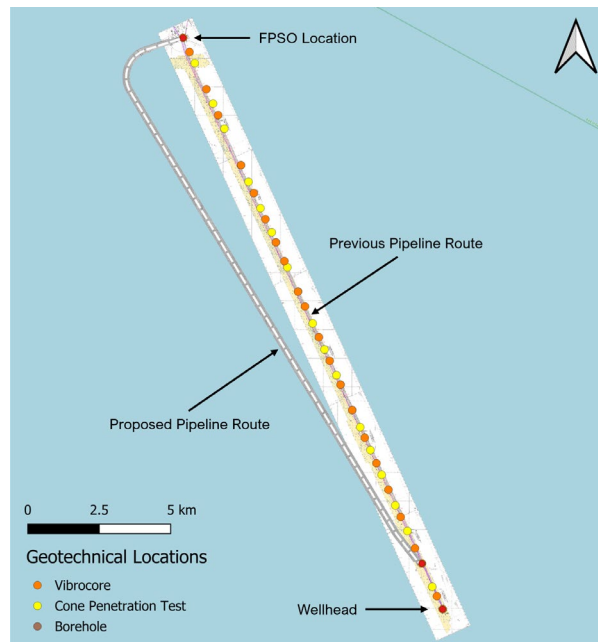 FPSO Location
Previous Pipeline Route
Proposed Pipeline Route
0 2.5 5 km
Geotechnical Locations
Vibrocore
Cone Penetration Test
Borehole
Wellhead